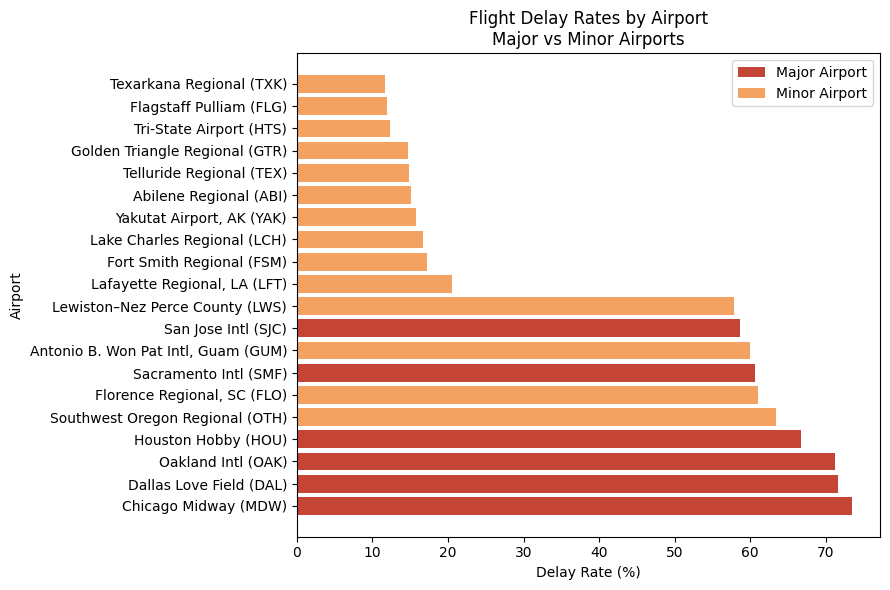 Flight Delay Rates by Airport
Major vs Minor Airports
Major Airport
Minor Airport
Texarkana Regional (TXK)
Flagstaff Pulliam (FLG)
Tri-State Airport (HTS)
Golden Triangle Regional (GTR)
Telluride Regional (TEX)
Abilene Regional (ABI)
Yakutat Airport, AK (YAK)
Lake Charles Regional (LCH)
Fort Smith Regional (FSM)
Lafayette Regional, LA (LFT)
Lewiston–Nez Perce County (LWS)
San Jose Intl (SJC)
Antonio B. Won Pat Intl, Guam (GUM)
Sacramento Intl (SMF)
Florence Regional, SC (FLO)
Southwest Oregon Regional (OTH)
Houston Hobby (HOU)
Oakland Intl (OAK)
Dallas Love Field (DAL)
Chicago Midway (MDW)
Airport
0 10 20 30 40 50 60 70
Delay Rate (%)